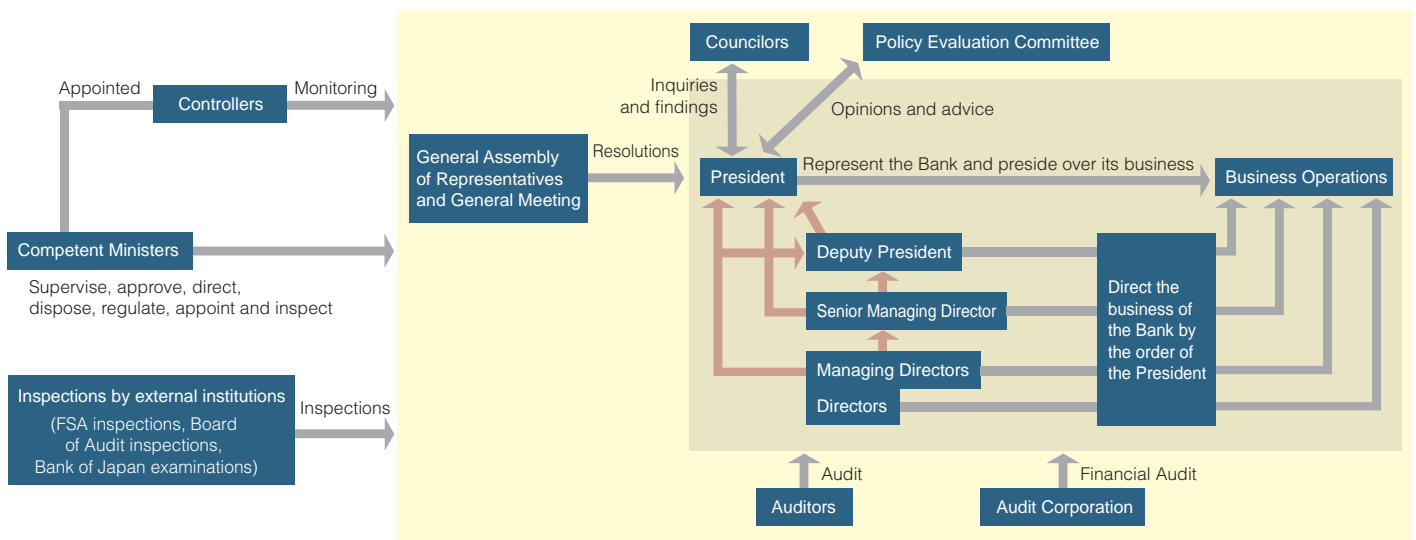 Councilors
Policy Evaluation Committee
Appointed
Controllers
Monitoring
Inquiries
and findings
Opinions and advice
General Assembly
of Representatives
and General Meeting
Resolutions
President
Represent the Bank and preside over its business
Business Operations
Competent Ministers
Supervise, approve, direct,
dispose, regulate, appoint and inspect
Deputy President
Senior Managing Director
Managing Directors
Directors
Direct the
business of
the Bank by
the order of
the President
Inspections by external institutions
(FSA inspections, Board
of Audit inspections,
Bank of Japan examinations)
Inspections
Audit
Auditors
Financial Audit
Audit Corporation